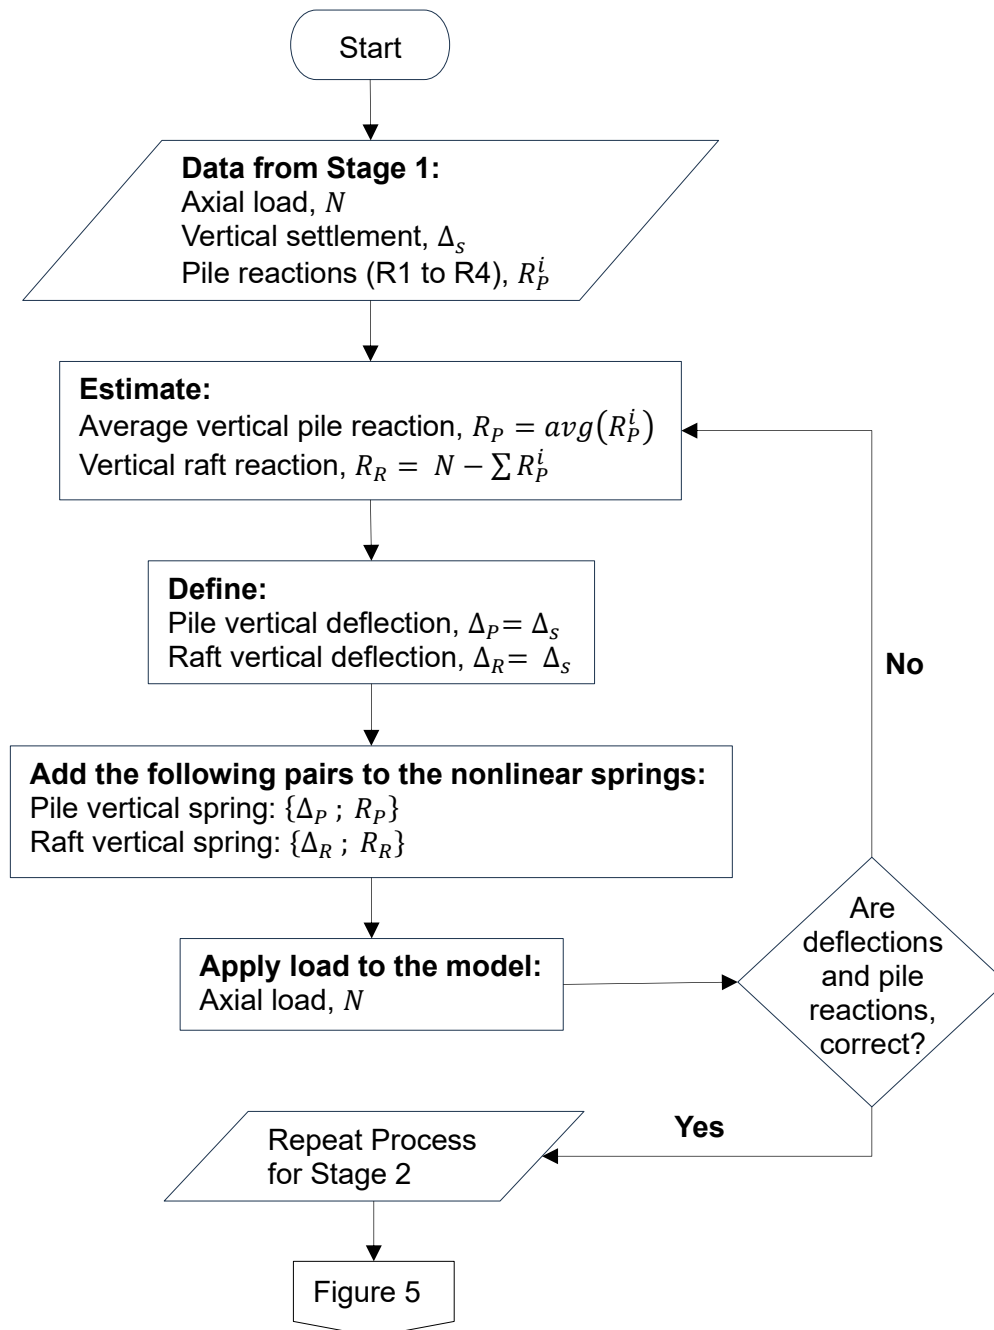 Start
Data from Stage 1:
Axial load, N
Vertical settlement, Δₛ
Pile reactions (R1 to R4), R_P^i
Estimate:
Average vertical pile reaction, R_P = avg(R_P^i)
Vertical raft reaction, R_R = N − ∑ R_P^i
Define:
Pile vertical deflection, Δ_P= Δₛ
Raft vertical deflection, Δ_R= Δₛ
No
Add the following pairs to the nonlinear springs:
Pile vertical spring: {Δ_P ; R_P}
Raft vertical spring: {Δ_R ; R_R}
Apply load to the model:
Axial load, N
Are
deflections
and pile
reactions,
correct?
Yes
Repeat Process
for Stage 2
Figure 5